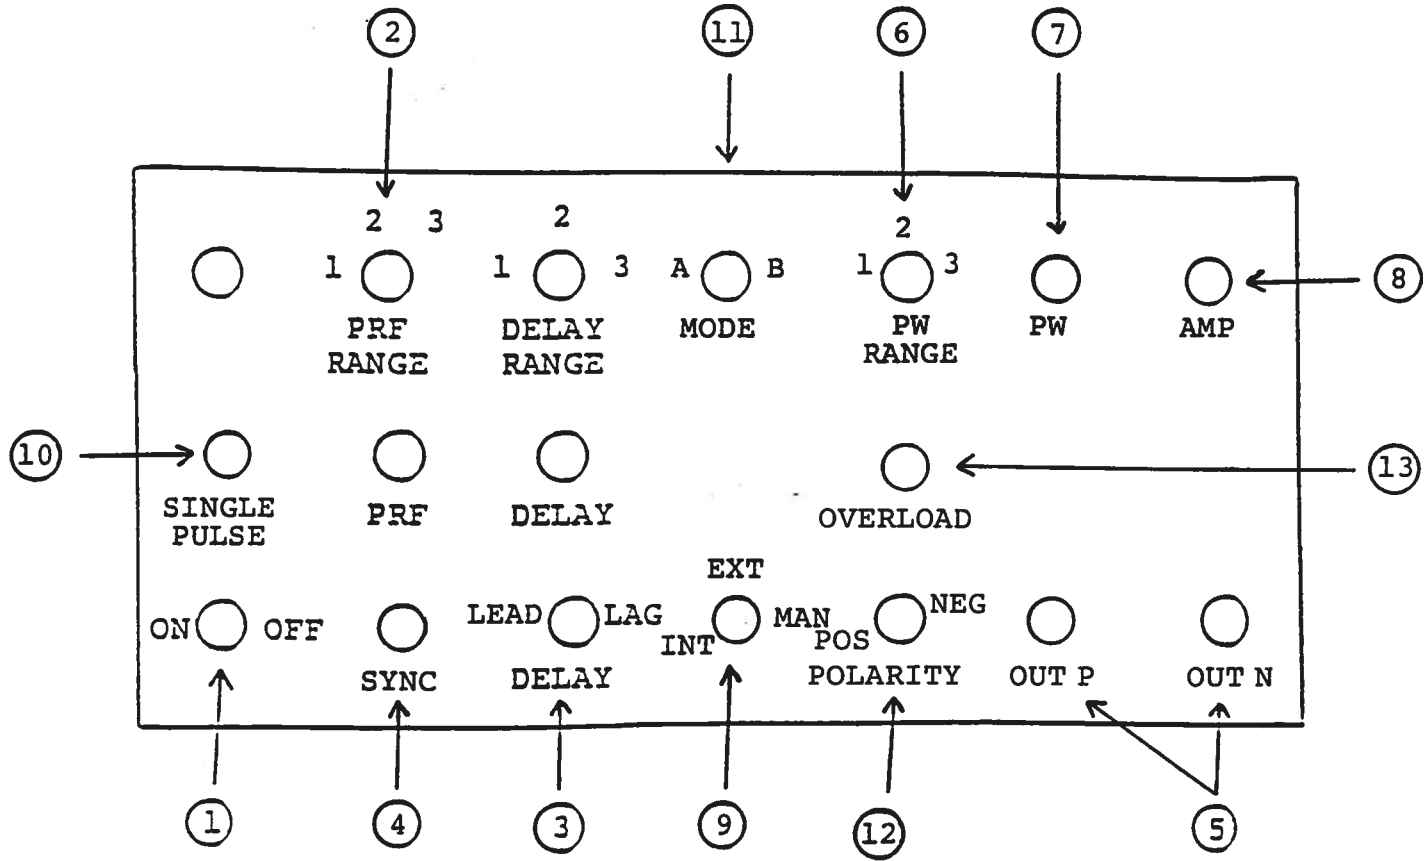 2 11 6 7
2 3 2 2
1 1 3 A B 1 3 8
PRF DELAY MODE PW PW AMP
RANGE RANGE RANGE
10 13
SINGLE PRF DELAY OVERLOAD
PULSE
EXT
ON OFF LEAD LAG MAN NEG
INT POS
SYNC DELAY POLARITY OUT P OUT N
1 4 3 9 12 5